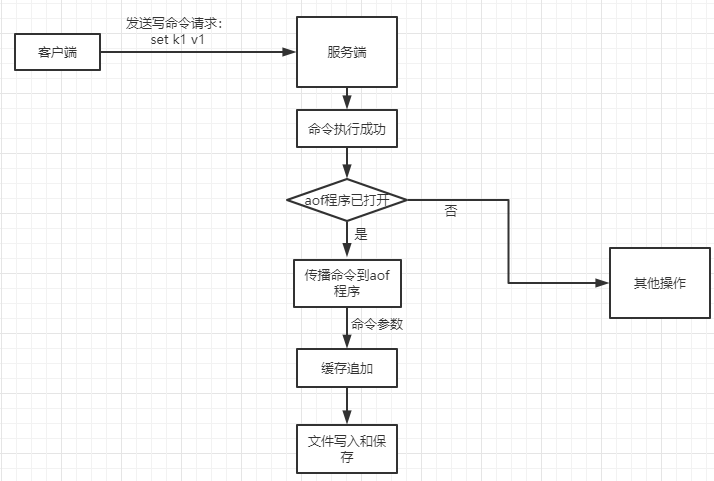 发送写命令请求：
set k1 v1
客户端
服务端
命令执行成功
aof程序已打开
否
是
传播命令到aof
程序
其他操作
命令参数
缓存追加
文件写入和保
存